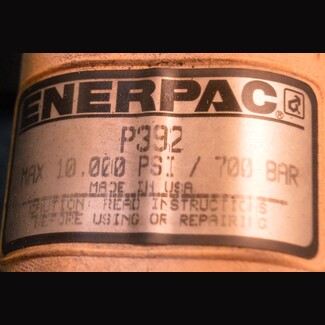 ENERPAC®
P392
MAX 10.000 PSI / 700 BAR
MADE IN USA
CAUTION: READ INSTRUCTIONS
BEFORE USING OR REPAIRING